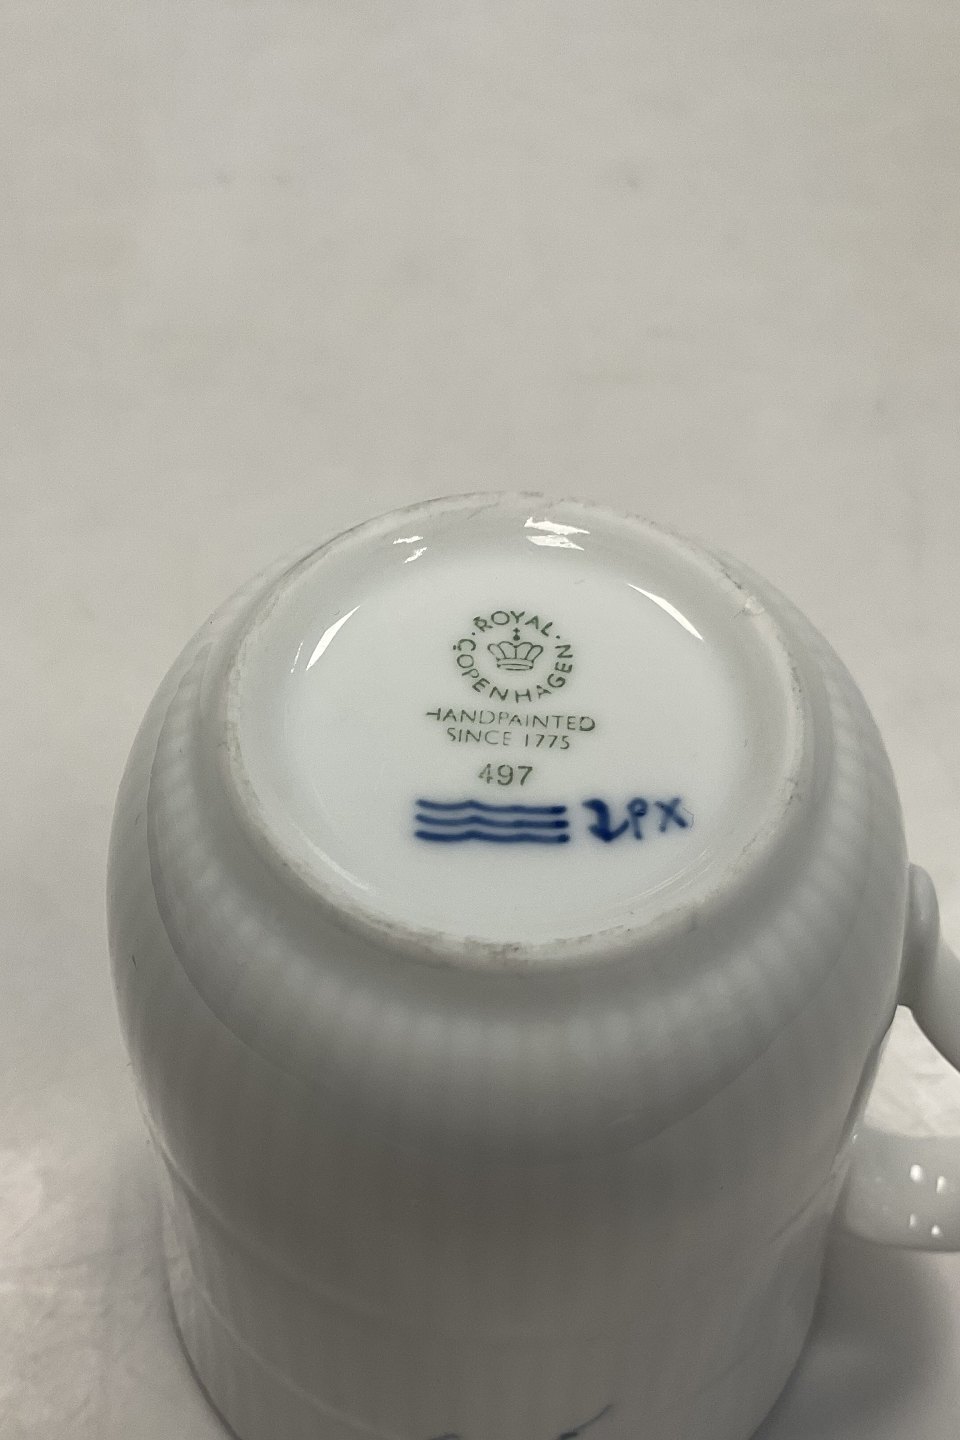 ROYAL
COPENHAGEN
HANDPAINTED
SINCE 1775
497